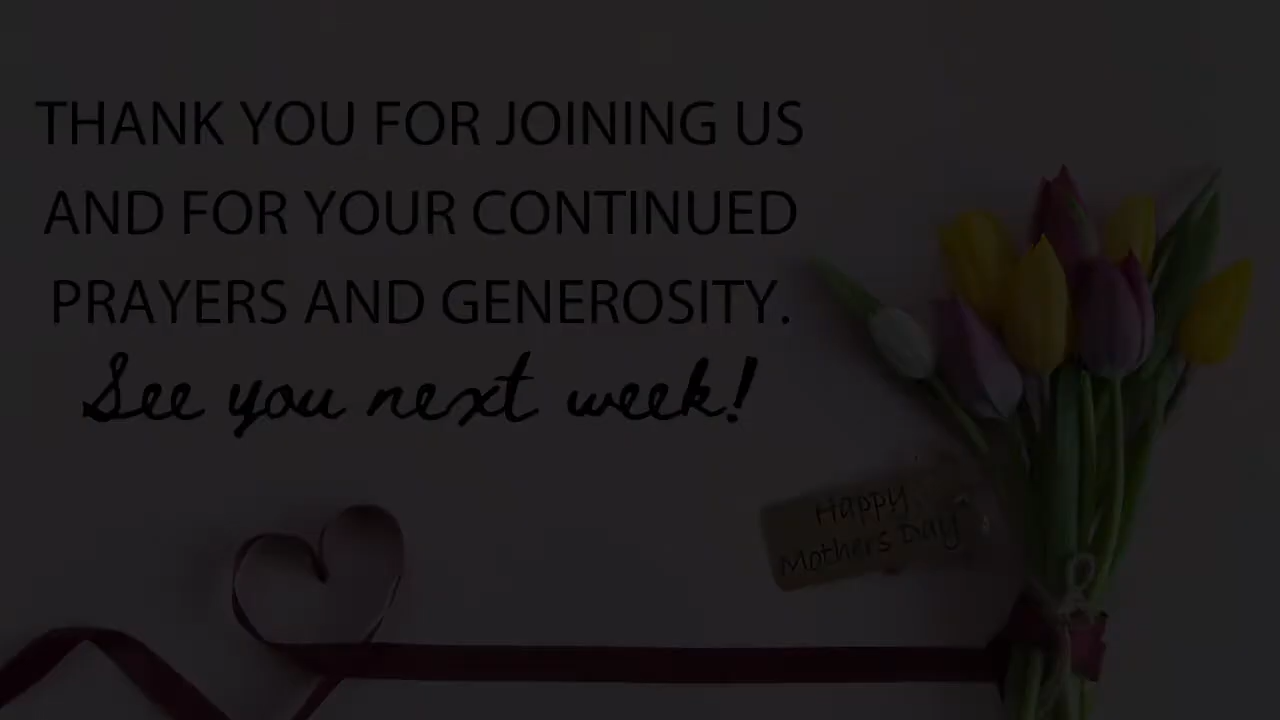 THANK YOU FOR JOINING US
AND FOR YOUR CONTINUED
PRAYERS AND GENEROSITY.
See you next week!
Happy
Mothers Day